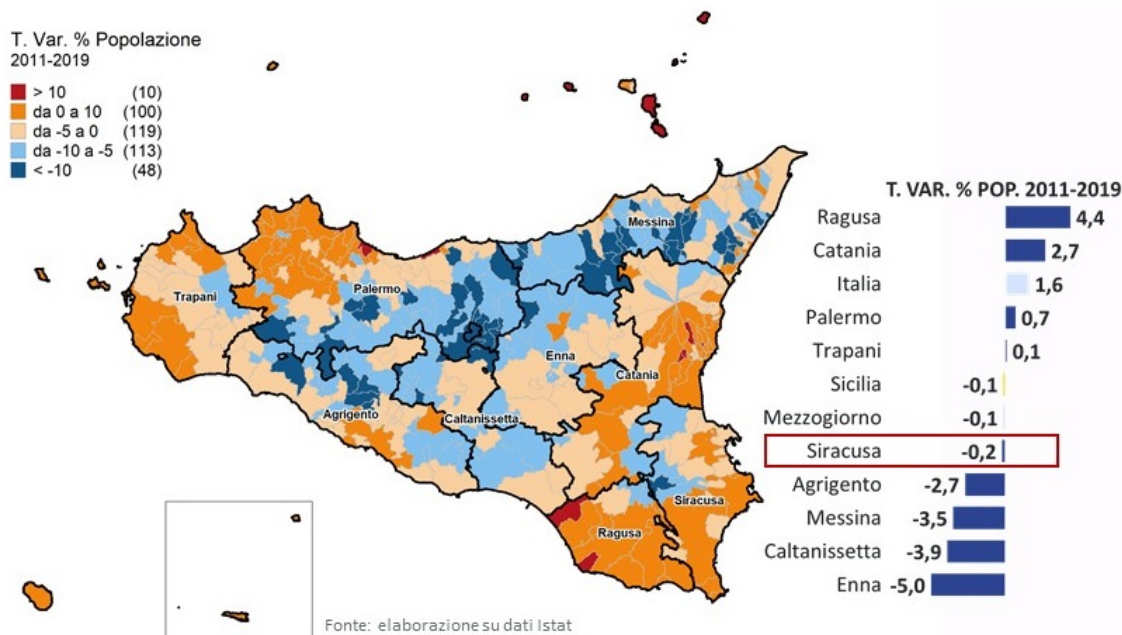 T. Var. % Popolazione
2011-2019
> 10 (10)
da 0 a 10 (100)
da -5 a 0 (119)
da -10 a -5 (113)
< -10 (48)
Messina
Trapani
Palermo
Enna
Catania
Agrigento
Caltanissetta
Siracusa
Ragusa
Fonte: elaborazione su dati Istat
T. VAR. % POP. 2011-2019
Ragusa 4,4
Catania 2,7
Italia 1,6
Palermo 0,7
Trapani 0,1
Sicilia -0,1
Mezzogiorno -0,1
Siracusa -0,2
Agrigento -2,7
Messina -3,5
Caltanissetta -3,9
Enna -5,0